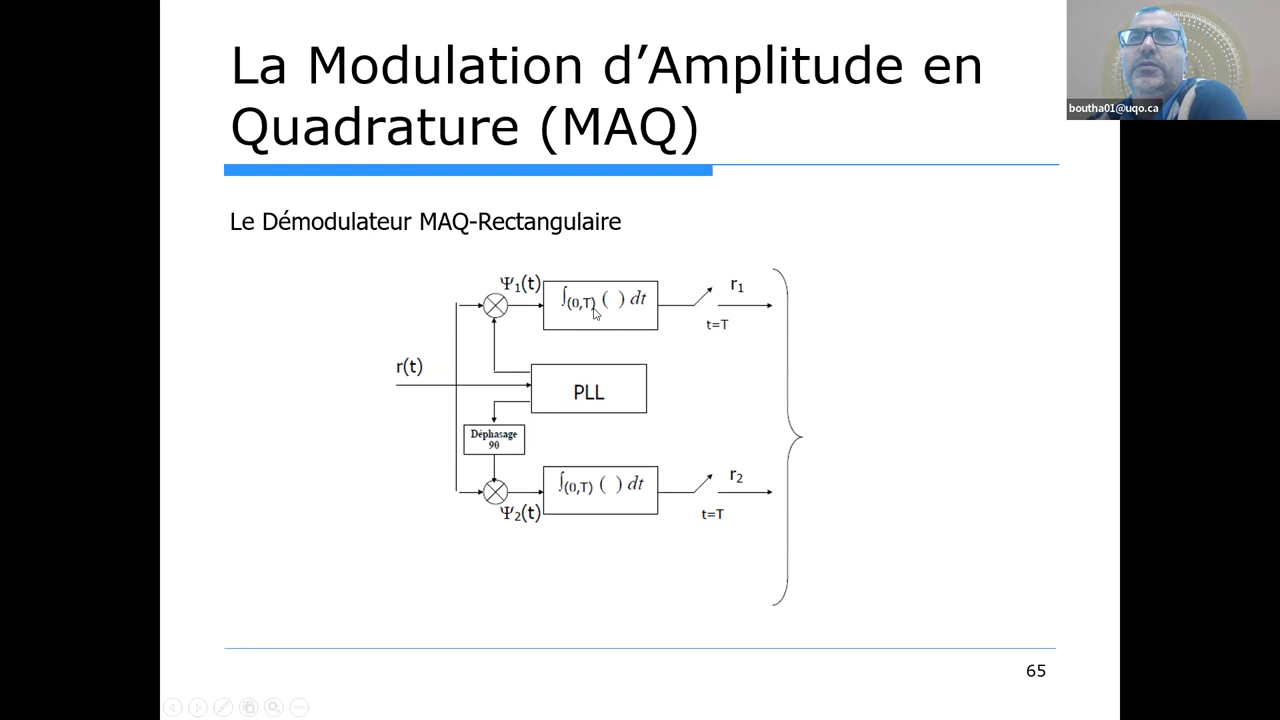 La Modulation d’Amplitude en
Quadrature (MAQ)
boutha01@uqo.ca
Le Démodulateur MAQ-Rectangulaire
Ψ1(t)
∫(0,T) ( ) dt
r1
t=T
r(t)
PLL
Déphasage
90
∫(0,T) ( ) dt
r2
Ψ2(t)
t=T
65